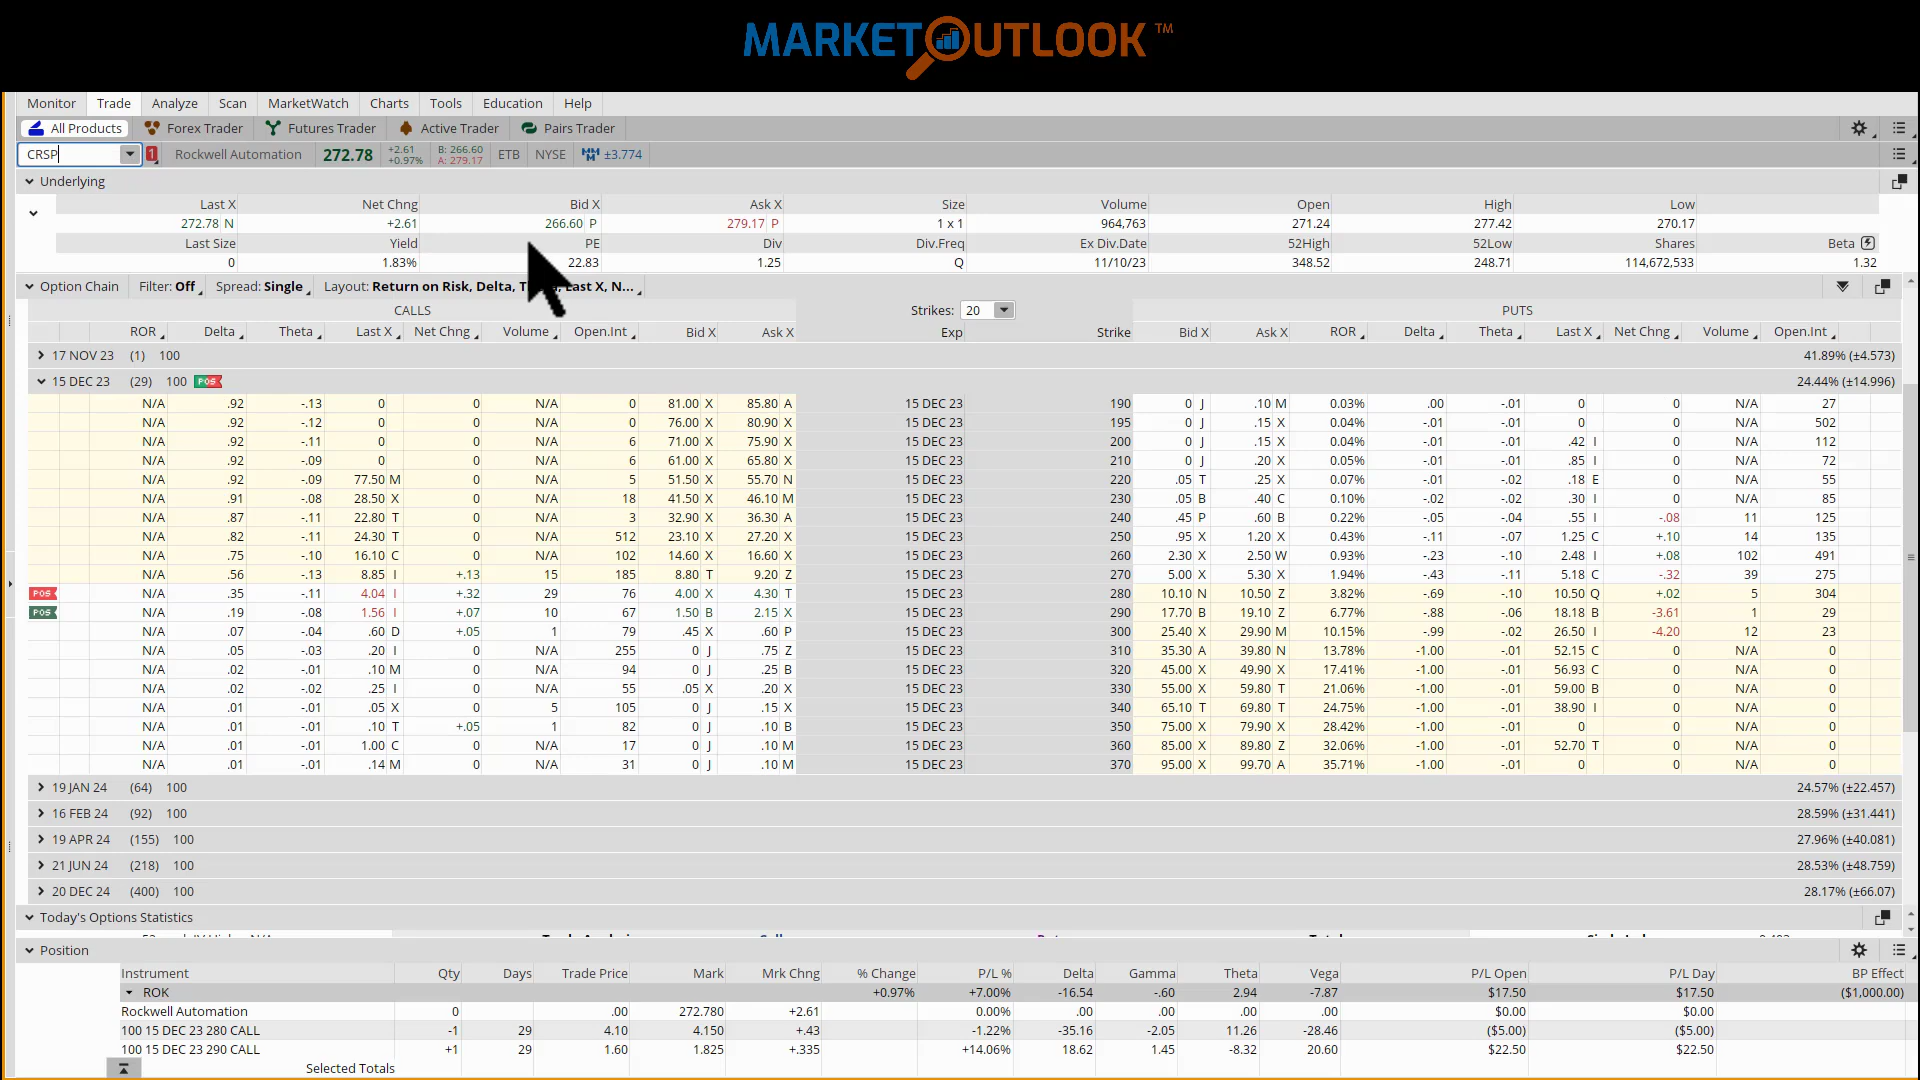 MARKET OUTLOOK™
Monitor Trade Analyze Scan MarketWatch Charts Tools Education Help
All Products Forex Trader Futures Trader Active Trader Pairs Trader
CRSP 1 Rockwell Automation 272.78 +2.61 +0.97% B: 266.60 A: 279.17 ETB NYSE ±3.774
Underlying
Last X Net Chng Bid X Ask X Size Volume Open High Low
272.78 N +2.61 266.60 P 279.17 P 1 x 1 964,763 271.24 277.42 270.17
Last Size Yield PE Div Div.Freq Ex Div.Date 52High 52Low Shares Beta
0 1.83% 22.83 1.25 Q 11/10/23 348.52 248.71 114,672,533 1.32
Option Chain Filter: Off Spread: Single Layout: Return on Risk, Delta, Last X, N...
CALLS Strikes: 20 PUTS
ROR Delta Theta Last X Net Chng Volume Open.Int Bid X Ask X Exp Strike Bid X Ask X ROR Delta Theta Last X Net Chng Volume Open.Int
17 NOV 23 (1) 100 41.89% (±4.573)
15 DEC 23 (29) 100 POS 24.44% (±14.996)
N/A .92 -.13 0 0 N/A 0 81.00 X 85.80 A 15 DEC 23 190 0 J .10 M 0.03% .00 -.01 0 0 N/A 27
N/A .92 -.12 0 0 N/A 0 76.00 X 80.90 X 15 DEC 23 195 0 J .15 X 0.04% -.01 -.01 0 0 N/A 502
N/A .92 -.11 0 0 N/A 6 71.00 X 75.90 X 15 DEC 23 200 0 J .15 X 0.04% -.01 -.01 .42 I 0 N/A 112
N/A .92 -.09 0 0 N/A 6 61.00 X 65.80 X 15 DEC 23 210 0 J .20 X 0.05% -.01 -.01 .85 I 0 N/A 72
N/A .92 -.09 77.50 M 0 N/A 5 51.50 X 55.70 N 15 DEC 23 220 .05 T .25 X 0.07% -.01 -.02 .18 E 0 N/A 55
N/A .91 -.08 28.50 X 0 N/A 18 41.50 X 46.10 M 15 DEC 23 230 .05 B .40 C 0.10% -.02 -.02 .30 I 0 N/A 85
N/A .87 -.11 22.80 T 0 N/A 3 32.90 X 36.30 A 15 DEC 23 240 .45 P .60 B 0.22% -.05 -.04 .55 I -.08 11 125
N/A .82 -.11 24.30 T 0 N/A 512 23.10 X 27.20 X 15 DEC 23 250 .95 X 1.20 X 0.43% -.11 -.07 1.25 C +.10 14 135
N/A .75 -.10 16.10 C 0 N/A 102 14.60 X 16.60 X 15 DEC 23 260 2.30 X 2.50 W 0.93% -.23 -.10 2.48 I +.08 102 491
N/A .56 -.13 8.85 I +.13 15 185 8.80 T 9.20 Z 15 DEC 23 270 5.00 X 5.30 X 1.94% -.43 -.11 5.18 C -.32 39 275
POS N/A .35 -.11 4.04 I +.32 29 76 4.00 X 4.30 T 15 DEC 23 280 10.10 N 10.50 Z 3.82% -.69 -.10 10.50 Q +.02 5 304
POS N/A .19 -.08 1.56 I +.07 10 67 1.50 B 2.15 X 15 DEC 23 290 17.70 B 19.10 Z 6.77% -.88 -.06 18.18 B -3.61 1 29
N/A .07 -.04 .60 D +.05 1 79 .45 X .60 P 15 DEC 23 300 25.40 X 29.90 M 10.15% -.99 -.02 26.50 I -4.20 12 23
N/A .05 -.03 .20 I 0 N/A 255 0 J .75 Z 15 DEC 23 310 35.30 A 39.80 N 13.78% -1.00 -.01 52.15 C 0 N/A 0
N/A .02 -.01 .10 M 0 N/A 94 0 J .25 B 15 DEC 23 320 45.00 X 49.90 X 17.41% -1.00 -.01 56.93 C 0 N/A 0
N/A .02 -.02 .25 I 0 N/A 55 .05 X .20 X 15 DEC 23 330 55.00 X 59.80 T 21.06% -1.00 -.01 59.00 B 0 N/A 0
N/A .01 -.01 .05 X 0 5 105 0 J .15 X 15 DEC 23 340 65.10 T 69.80 T 24.75% -1.00 -.01 38.90 I 0 N/A 0
N/A .01 -.01 .10 T +.05 1 82 0 J .10 B 15 DEC 23 350 75.00 X 79.90 X 28.42% -1.00 -.01 0 0 N/A 0
N/A .01 -.01 1.00 C 0 N/A 17 0 J .10 M 15 DEC 23 360 85.00 X 89.80 Z 32.06% -1.00 -.01 52.70 T 0 N/A 0
N/A .01 -.01 .14 M 0 N/A 31 0 J .10 M 15 DEC 23 370 95.00 X 99.70 A 35.71% -1.00 -.01 0 0 N/A 0
19 JAN 24 (64) 100 24.57% (±22.457)
16 FEB 24 (92) 100 28.59% (±31.441)
19 APR 24 (155) 100 27.96% (±40.081)
21 JUN 24 (218) 100 28.53% (±48.759)
20 DEC 24 (400) 100 28.17% (±66.07)
Today's Options Statistics
Position
Instrument Qty Days Trade Price Mark Mrk Chng % Change P/L % Delta Gamma Theta Vega P/L Open P/L Day BP Effect
ROK +0.97% +7.00% -16.54 -.60 2.94 -7.87 $17.50 $17.50 ($1,000.00)
Rockwell Automation 0 .00 272.780 +2.61 0.00% .00 .00 .00 .00 $0.00 $0.00
100 15 DEC 23 280 CALL -1 29 4.10 4.150 +.43 -1.22% -35.16 -2.05 11.26 -28.46 ($5.00) ($5.00)
100 15 DEC 23 290 CALL +1 29 1.60 1.825 +.335 +14.06% 18.62 1.45 -8.32 20.60 $22.50 $22.50
Selected Totals